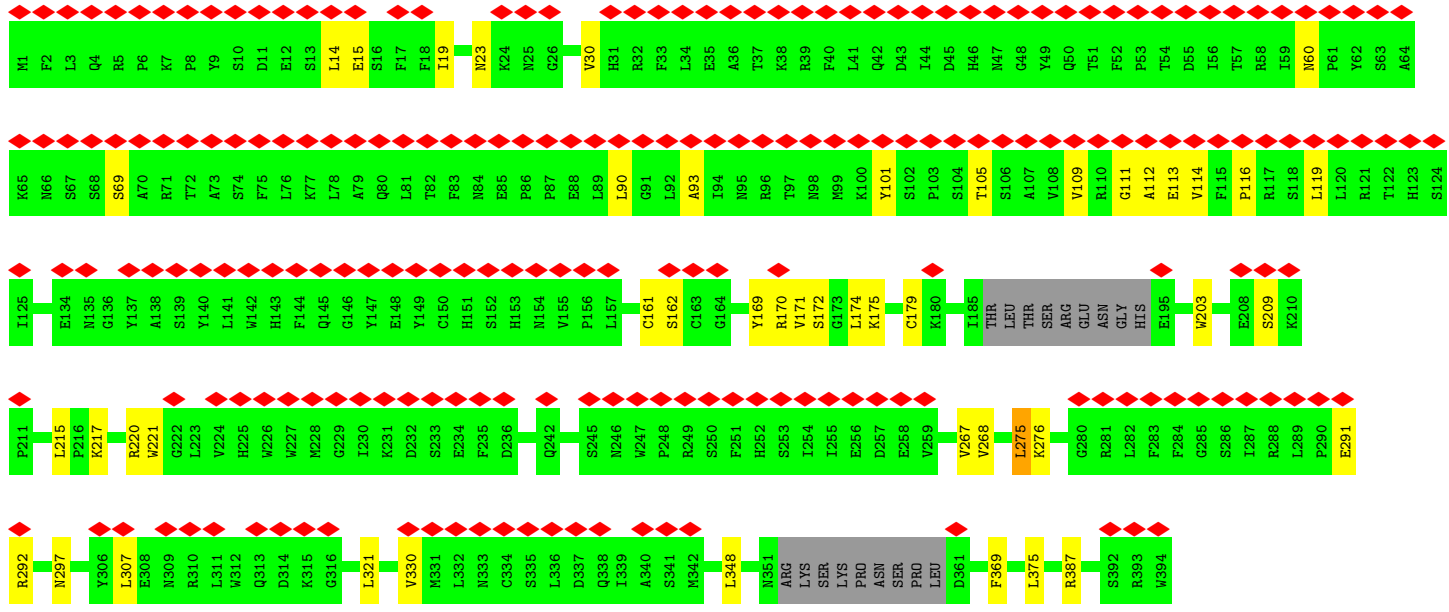 M1 F2 L3 Q4 R5 P6 K7 P8 Y9 S10 D11 E12 S13 L14 E15 S16 F17 F18 I19 N23 K24 N25 G26 V30 H31 R32 F33 L34 E35 A36 T37 K38 R39 F40 L41 Q42 D43 I44 D45 H46 N47 G48 Y49 Q50 T51 F52 P53 T54 D55 I56 T57 R58 I59 N60 P61 Y62 S63 A64
K65 N66 S67 S68 S69 A70 R71 T72 A73 S74 F75 L76 K77 L78 A79 Q80 L81 T82 F83 N84 E85 P86 P87 E88 L89 L90 G91 L92 A93 I94 N95 R96 T97 N98 M99 K100 Y101 S102 P103 S104 T105 S106 A107 V108 V109 R110 G111 A112 E113 V114 F115 P116 R117 S118 L119 L120 R121 T122 H123 S124
I125 E134 N135 G136 Y137 A138 S139 Y140 L141 W142 H143 F144 Q145 G146 Y147 E148 Y149 C150 H151 S152 H153 N154 V155 P156 L157 C161 S162 C163 G164 Y169 R170 V171 S172 G173 L174 K175 C179 K180 I185 THR LEU THR SER ARG GLU ASN GLY HIS E195 W203 E208 S209 K210
P211 L215 P216 K217 R220 W221 G222 L223 V224 H225 W226 W227 M228 G229 I230 K231 D232 S233 E234 F235 D236 Q242 S245 N246 W247 P248 R249 S250 F251 H252 S253 I254 I255 E256 D257 E258 V259 V267 V268 L275 K276 G280 R281 L282 F283 F284 G285 S286 I287 R288 L289 P290 E291
R292 N297 Y306 L307 E308 N309 R310 L311 W312 Q313 D314 K315 G316 L321 V330 M331 L332 N333 C334 S335 L336 D337 Q338 I339 A340 S341 M342 L348 N351 ARG LYS SER LYS PRO ASN SER PRO LEU D361 F369 L375 R387 S392 R393 W394